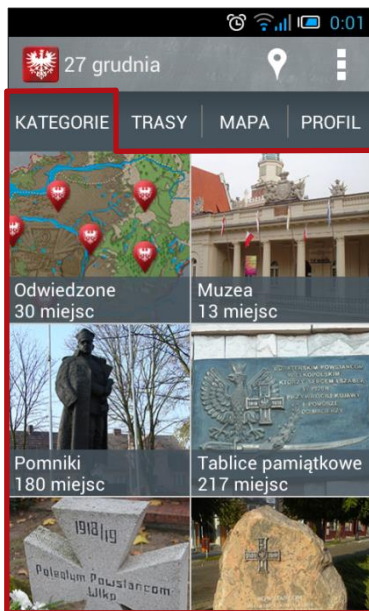 0:01
27 grudnia
KATEGORIE TRASY MAPA PROFIL
Odwiedzone
30 miejsc
Muzea
13 miejsc
Pomniki
180 miejsc
Tablice pamiątkowe
217 miejsc
1918/19
Poległym Powstańcom
Wlkp